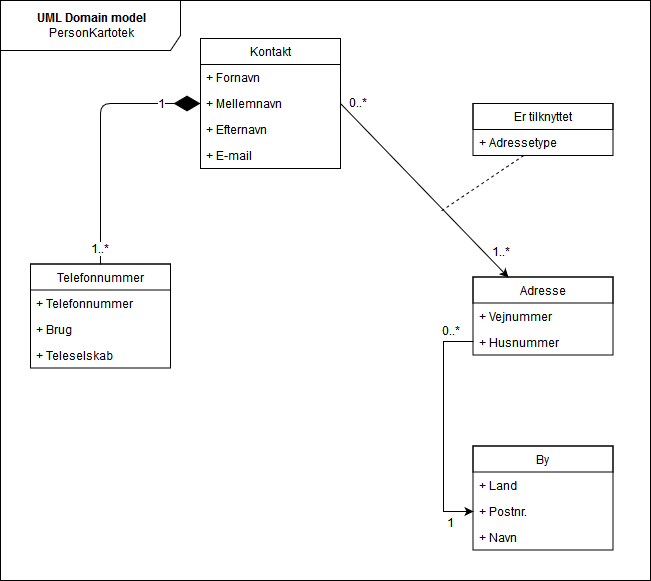 UML Domain model
PersonKartotek
Kontakt
+ Fornavn
+ Mellemnavn
+ Efternavn
+ E-mail
1
0..*
Er tilknyttet
+ Adressetype
1..*
1..*
Telefonnummer
+ Telefonnummer
+ Brug
+ Teleselskab
Adresse
+ Vejnummer
+ Husnummer
0..*
By
+ Land
+ Postnr.
+ Navn
1